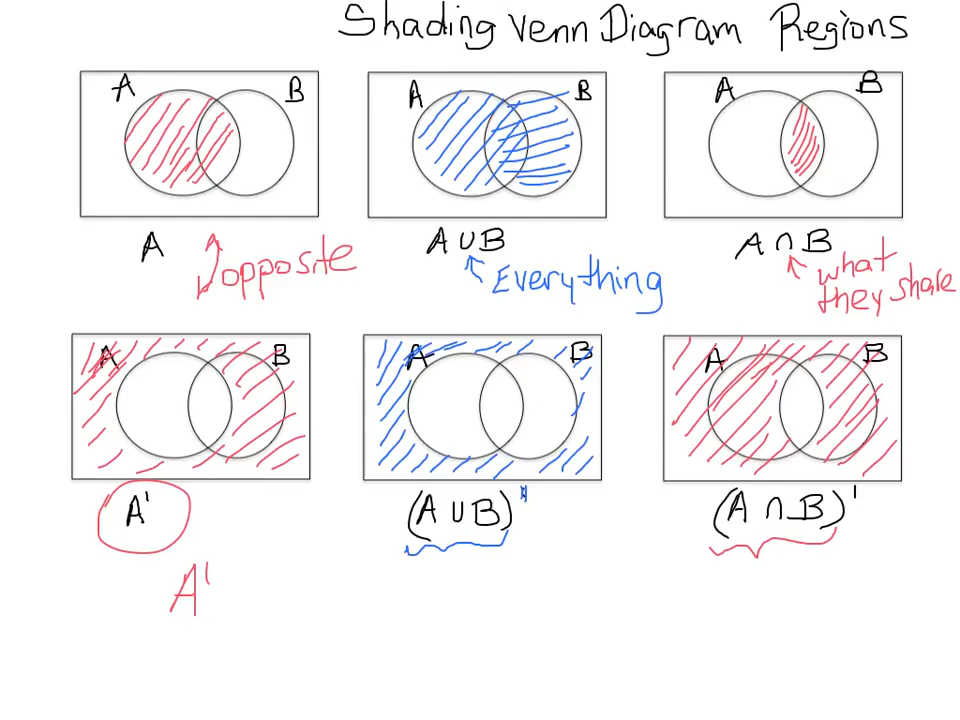 Shading Venn Diagram Regions
A B
A B
A B
A
opposite
A ∪ B
Everything
A ∩ B
what
they share
A B
A B
A B
A'
(A ∪ B)'
(A ∩ B)'
A'